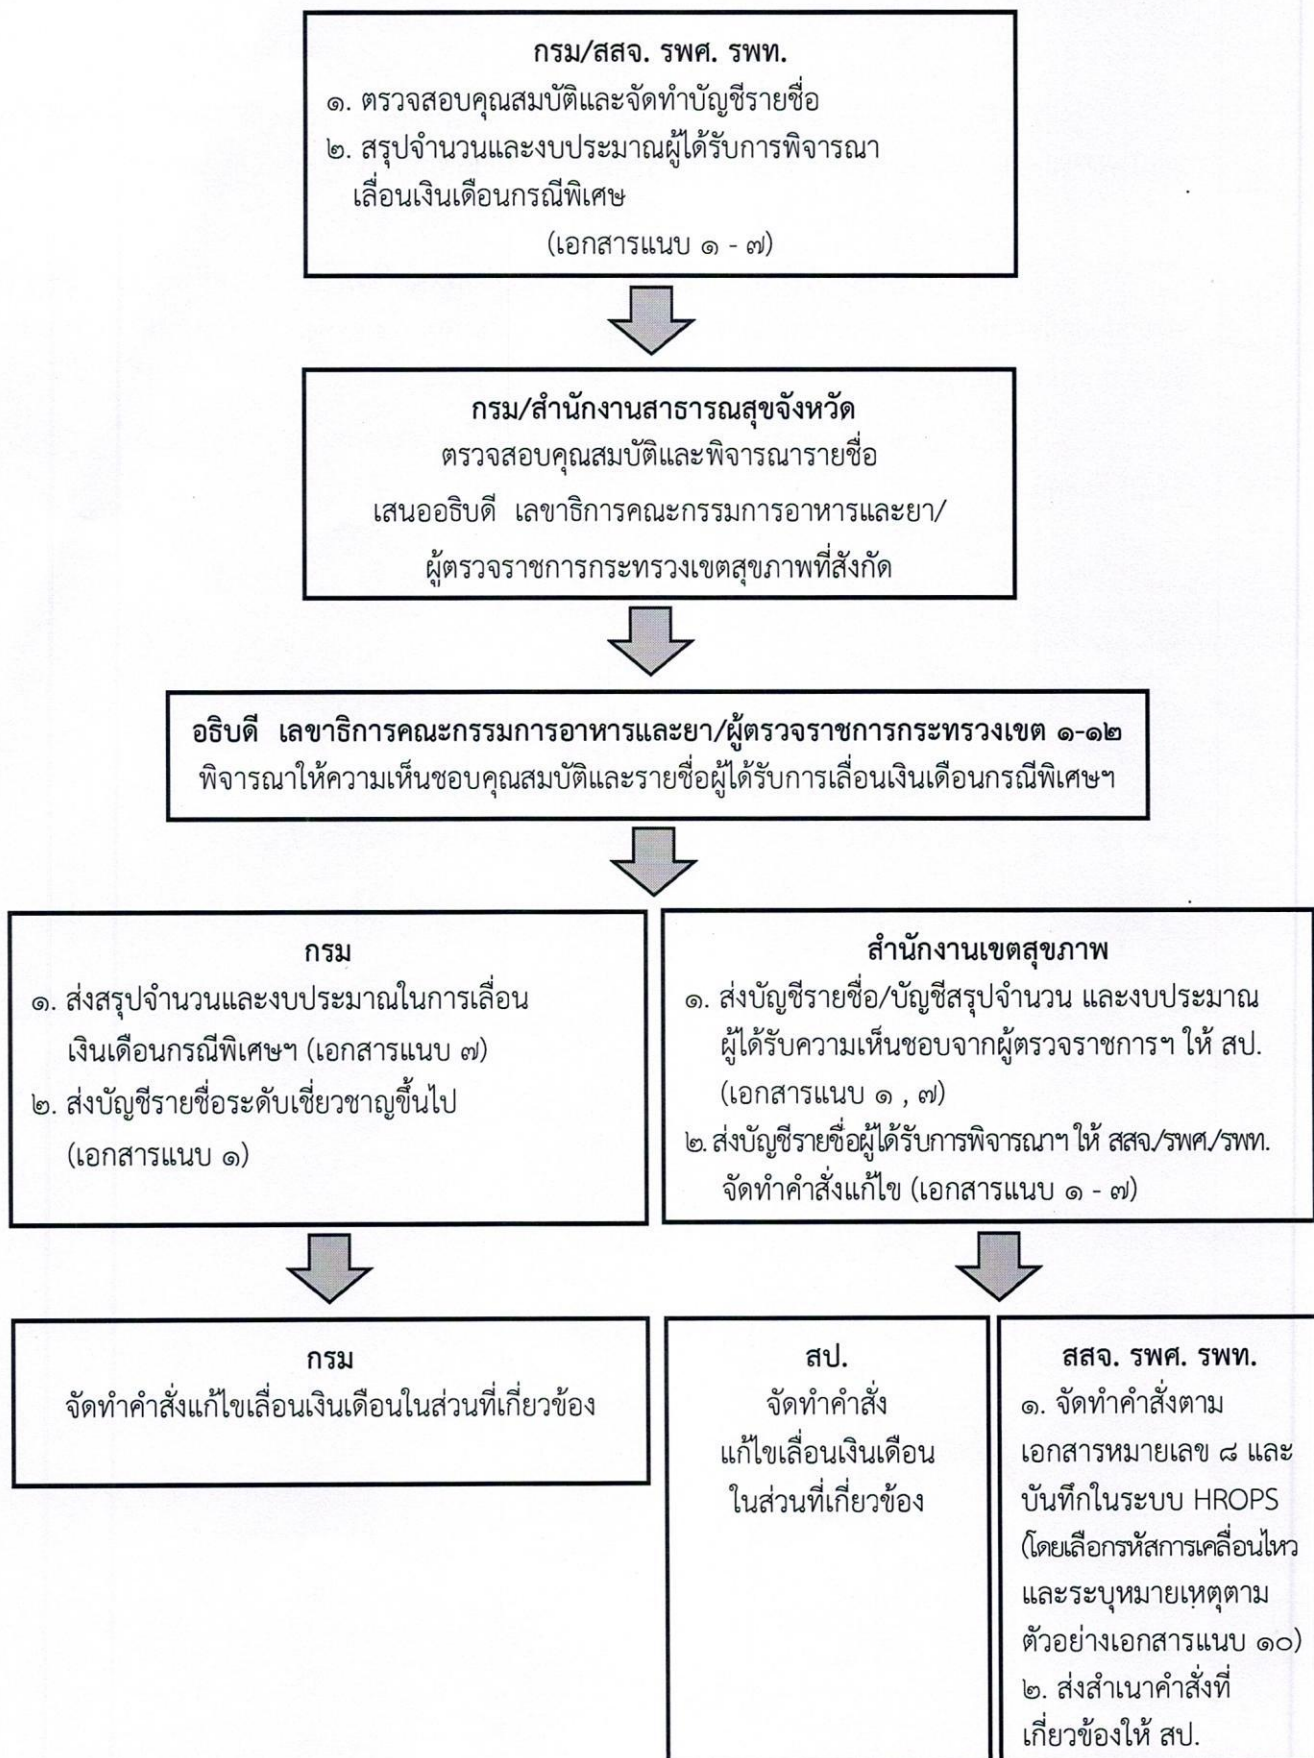 กรม/สสจ. รพศ. รพท.
๑. ตรวจสอบคุณสมบัติและจัดทำบัญชีรายชื่อ
๒. สรุปจำนวนและงบประมาณผู้ได้รับการพิจารณา
เลื่อนเงินเดือนกรณีพิเศษ
(เอกสารแนบ ๑ - ๗)
กรม/สำนักงานสาธารณสุขจังหวัด
ตรวจสอบคุณสมบัติและพิจารณารายชื่อ
เสนออธิบดี เลขาธิการคณะกรรมการอาหารและยา/
ผู้ตรวจราชการกระทรวงเขตสุขภาพที่สังกัด
อธิบดี เลขาธิการคณะกรรมการอาหารและยา/ผู้ตรวจราชการกระทรวงเขต ๑-๑๒
พิจารณาให้ความเห็นชอบคุณสมบัติและรายชื่อผู้ได้รับการเลื่อนเงินเดือนกรณีพิเศษฯ
กรม
๑. ส่งสรุปจำนวนและงบประมาณในการเลื่อน
เงินเดือนกรณีพิเศษฯ (เอกสารแนบ ๗)
๒. ส่งบัญชีรายชื่อระดับเชี่ยวชาญขึ้นไป
(เอกสารแนบ ๑)
สำนักงานเขตสุขภาพ
๑. ส่งบัญชีรายชื่อ/บัญชีสรุปจำนวน และงบประมาณ
ผู้ได้รับความเห็นชอบจากผู้ตรวจราชการฯ ให้ สป.
(เอกสารแนบ ๑ , ๗)
๒. ส่งบัญชีรายชื่อผู้ได้รับการพิจารณาฯ ให้ สสจ./รพศ./รพท.
จัดทำคำสั่งแก้ไข (เอกสารแนบ ๑ - ๗)
กรม
จัดทำคำสั่งแก้ไขเลื่อนเงินเดือนในส่วนที่เกี่ยวข้อง
สป.
จัดทำคำสั่ง
แก้ไขเลื่อนเงินเดือน
ในส่วนที่เกี่ยวข้อง
สสจ. รพศ. รพท.
๑. จัดทำคำสั่งตาม
เอกสารหมายเลข ๘ และ
บันทึกในระบบ HROPS
(โดยเลือกรหัสการเคลื่อนไหว
และระบุหมายเหตุตาม
ตัวอย่างเอกสารแนบ ๑๐)
๒. ส่งสำเนาคำสั่งที่
เกี่ยวข้องให้ สป.